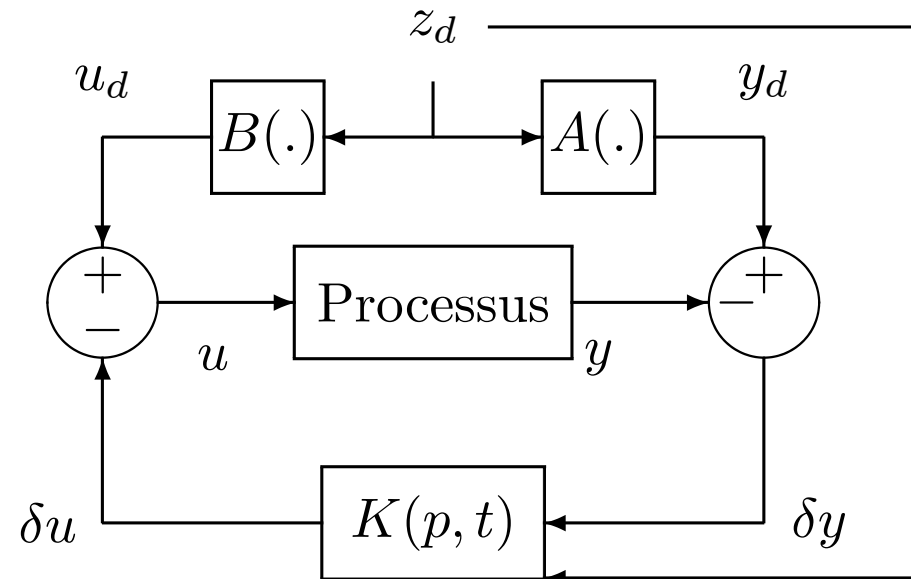 z_d
u_d
B(.)
A(.)
y_d
+
−
Processus
+
−
u
y
δu
K(p, t)
δy